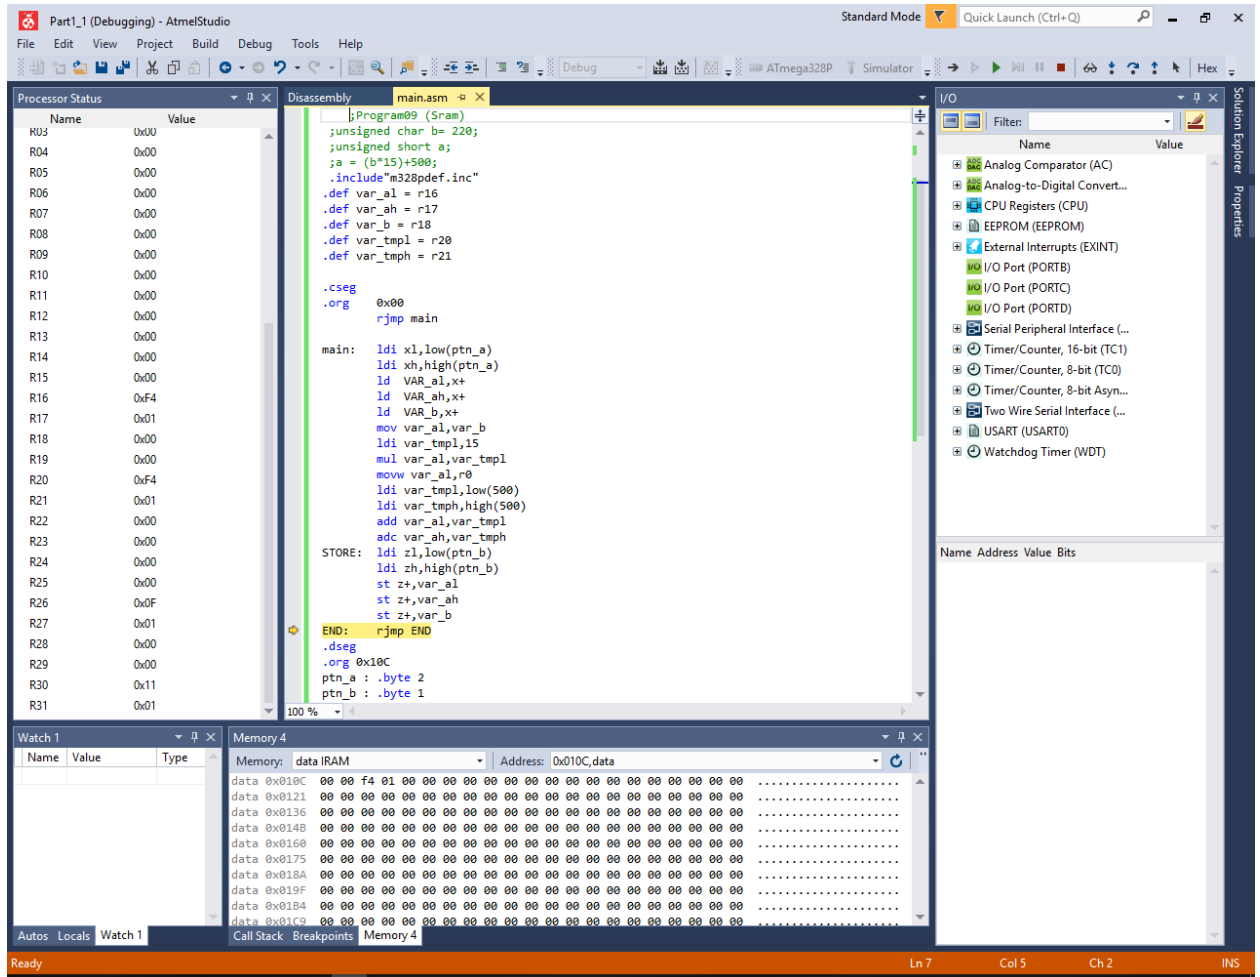 Part1_1 (Debugging) - AtmelStudio
Standard Mode
Quick Launch (Ctrl+Q)
File Edit View Project Build Debug Tools Help
Debug ATmega328P Simulator Hex
Processor Status
Name Value
R03 0x00
R04 0x00
R05 0x00
R06 0x00
R07 0x00
R08 0x00
R09 0x00
R10 0x00
R11 0x00
R12 0x00
R13 0x00
R14 0x00
R15 0x00
R16 0xF4
R17 0x01
R18 0x00
R19 0x00
R20 0xF4
R21 0x01
R22 0x00
R23 0x00
R24 0x00
R25 0x00
R26 0x0F
R27 0x01
R28 0x00
R29 0x00
R30 0x11
R31 0x01
Disassembly main.asm
;Program09 (Sram)
;unsigned char b= 220;
;unsigned short a;
;a = (b*15)+500;
.include"m328pdef.inc"
.def var_al = r16
.def var_ah = r17
.def var_b = r18
.def var_tmpl = r20
.def var_tmph = r21
.cseg
.org 0x00
rjmp main
main: ldi xl,low(ptn_a)
ldi xh,high(ptn_a)
ld VAR_al,x+
ld VAR_ah,x+
ld VAR_b,x+
mov var_al,var_b
ldi var_tmpl,15
mul var_al,var_tmpl
movw var_al,r0
ldi var_tmpl,low(500)
ldi var_tmph,high(500)
add var_al,var_tmpl
adc var_ah,var_tmph
STORE: ldi zl,low(ptn_b)
ldi zh,high(ptn_b)
st z+,var_al
st z+,var_ah
st z+,var_b
END: rjmp END
.dseg
.org 0x10C
ptn_a : .byte 2
ptn_b : .byte 1
100 %
I/O
Filter:
Name Value
Analog Comparator (AC)
Analog-to-Digital Convert...
CPU Registers (CPU)
EEPROM (EEPROM)
External Interrupts (EXINT)
I/O I/O Port (PORTB)
I/O I/O Port (PORTC)
I/O I/O Port (PORTD)
Serial Peripheral Interface (...
Timer/Counter, 16-bit (TC1)
Timer/Counter, 8-bit (TC0)
Timer/Counter, 8-bit Asyn...
Two Wire Serial Interface (...
USART (USART0)
Watchdog Timer (WDT)
Name Address Value Bits
Solution Explorer
Properties
Watch 1
Name Value Type
Autos Locals Watch 1
Memory 4
Memory: data IRAM Address: 0x010C,data
data 0x010C 00 00 f4 01 00 00 00 00 00 00 00 00 00 00 00 00 00 00 00 00 00 .....................
data 0x0121 00 00 00 00 00 00 00 00 00 00 00 00 00 00 00 00 00 00 00 00 00 .....................
data 0x0136 00 00 00 00 00 00 00 00 00 00 00 00 00 00 00 00 00 00 00 00 00 .....................
data 0x014B 00 00 00 00 00 00 00 00 00 00 00 00 00 00 00 00 00 00 00 00 00 .....................
data 0x0160 00 00 00 00 00 00 00 00 00 00 00 00 00 00 00 00 00 00 00 00 00 .....................
data 0x0175 00 00 00 00 00 00 00 00 00 00 00 00 00 00 00 00 00 00 00 00 00 .....................
data 0x018A 00 00 00 00 00 00 00 00 00 00 00 00 00 00 00 00 00 00 00 00 00 .....................
data 0x019F 00 00 00 00 00 00 00 00 00 00 00 00 00 00 00 00 00 00 00 00 00 .....................
data 0x01B4 00 00 00 00 00 00 00 00 00 00 00 00 00 00 00 00 00 00 00 00 00 .....................
data 0x01C9 00 00 00 00 00 00 00 00 00 00 00 00 00 00 00 00 00 00 00 00 00 .....................
Call Stack Breakpoints Memory 4
Ready Ln 7 Col 5 Ch 2 INS